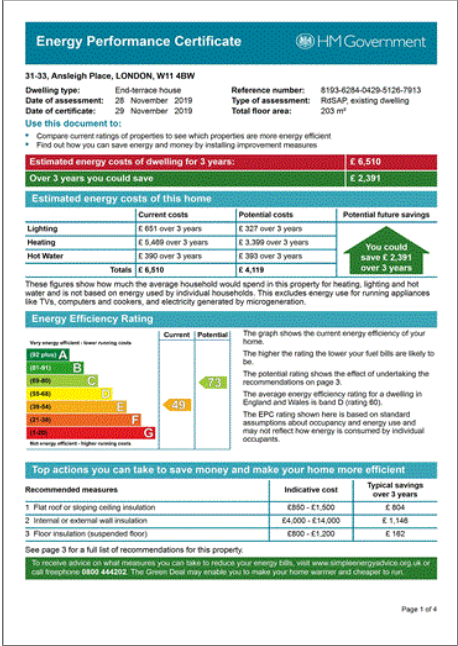 Energy Performance Certificate
HM Government
31-33, Ansleigh Place, LONDON, W11 4BW
Dwelling type: End-terrace house Reference number: 8193-6284-0429-5126-7913
Date of assessment: 28 November 2019 Type of assessment: RdSAP, existing dwelling
Date of certificate: 29 November 2019 Total floor area: 203 m²
Use this document to:
• Compare current ratings of properties to see which properties are more energy efficient
• Find out how you can save energy and money by installing improvement measures
Estimated energy costs of dwelling for 3 years: £ 6,510
Over 3 years you could save £ 2,391
Estimated energy costs of this home
Current costs Potential costs Potential future savings
Lighting £ 651 over 3 years £ 327 over 3 years
Heating £ 5,469 over 3 years £ 3,399 over 3 years
Hot Water £ 390 over 3 years £ 393 over 3 years
Totals £ 6,510 £ 4,119
You could
save £ 2,391
over 3 years
These figures show how much the average household would spend in this property for heating, lighting and hot
water and is not based on energy used by individual households. This excludes energy use for running appliances
like TVs, computers and cookers, and electricity generated by microgeneration.
Energy Efficiency Rating
Current Potential
Very energy efficient - lower running costs
(92 plus) A
(81-91) B
(69-80) C
(55-68) D
(39-54) E
(21-38) F
(1-20) G
Not energy efficient - higher running costs
49
73
The graph shows the current energy efficiency of your
home.
The higher the rating the lower your fuel bills are likely to
be.
The potential rating shows the effect of undertaking the
recommendations on page 3.
The average energy efficiency rating for a dwelling in
England and Wales is band D (rating 60).
The EPC rating shown here is based on standard
assumptions about occupancy and energy use and
may not reflect how energy is consumed by individual
occupants.
Top actions you can take to save money and make your home more efficient
Recommended measures Indicative cost Typical savings
over 3 years
1 Flat roof or sloping ceiling insulation £850 - £1,500 £ 804
2 Internal or external wall insulation £4,000 - £14,000 £ 1,146
3 Floor insulation (suspended floor) £800 - £1,200 £ 162
See page 3 for a full list of recommendations for this property.
To receive advice on what measures you can take to reduce your energy bills, visit www.simpleenergyadvice.org.uk or
call freephone 0800 444202. The Green Deal may enable you to make your home warmer and cheaper to run.
Page 1 of 4